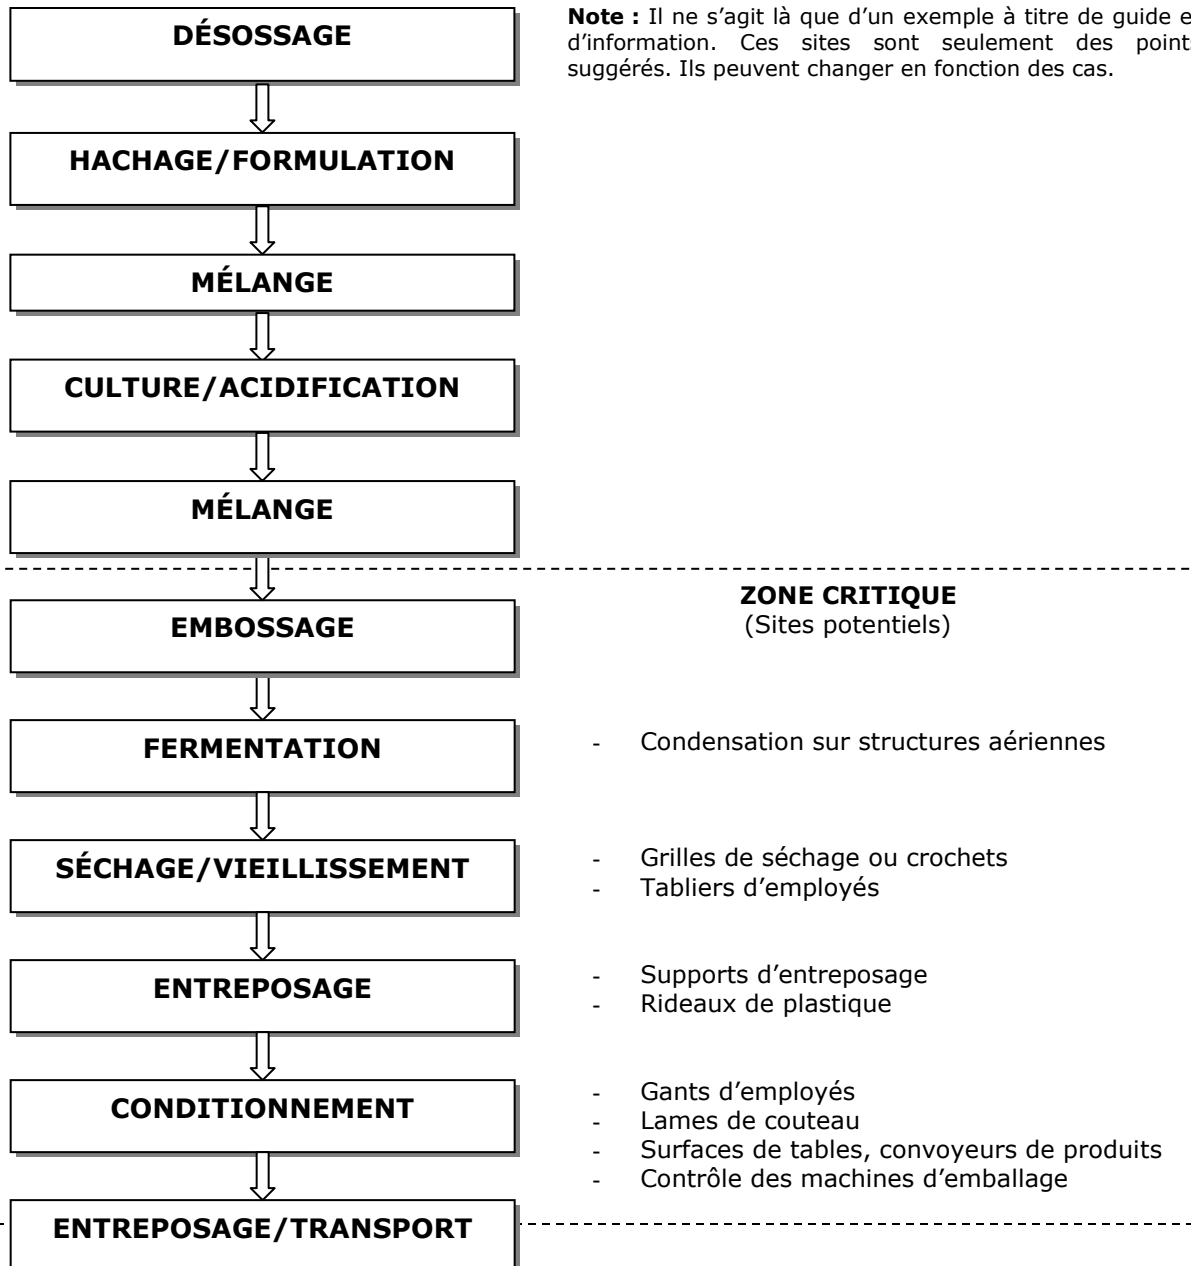 DÉSOSSAGE
Note : Il ne s’agit là que d’un exemple à titre de guide e
d’information. Ces sites sont seulement des point
suggérés. Ils peuvent changer en fonction des cas.
HACHAGE/FORMULATION
MÉLANGE
CULTURE/ACIDIFICATION
MÉLANGE
ZONE CRITIQUE
(Sites potentiels)
EMBOSSAGE
FERMENTATION
- Condensation sur structures aériennes
SÉCHAGE/VIEILLISSEMENT
- Grilles de séchage ou crochets
- Tabliers d’employés
ENTREPOSAGE
- Supports d’entreposage
- Rideaux de plastique
CONDITIONNEMENT
- Gants d’employés
- Lames de couteau
- Surfaces de tables, convoyeurs de produits
- Contrôle des machines d’emballage
ENTREPOSAGE/TRANSPORT